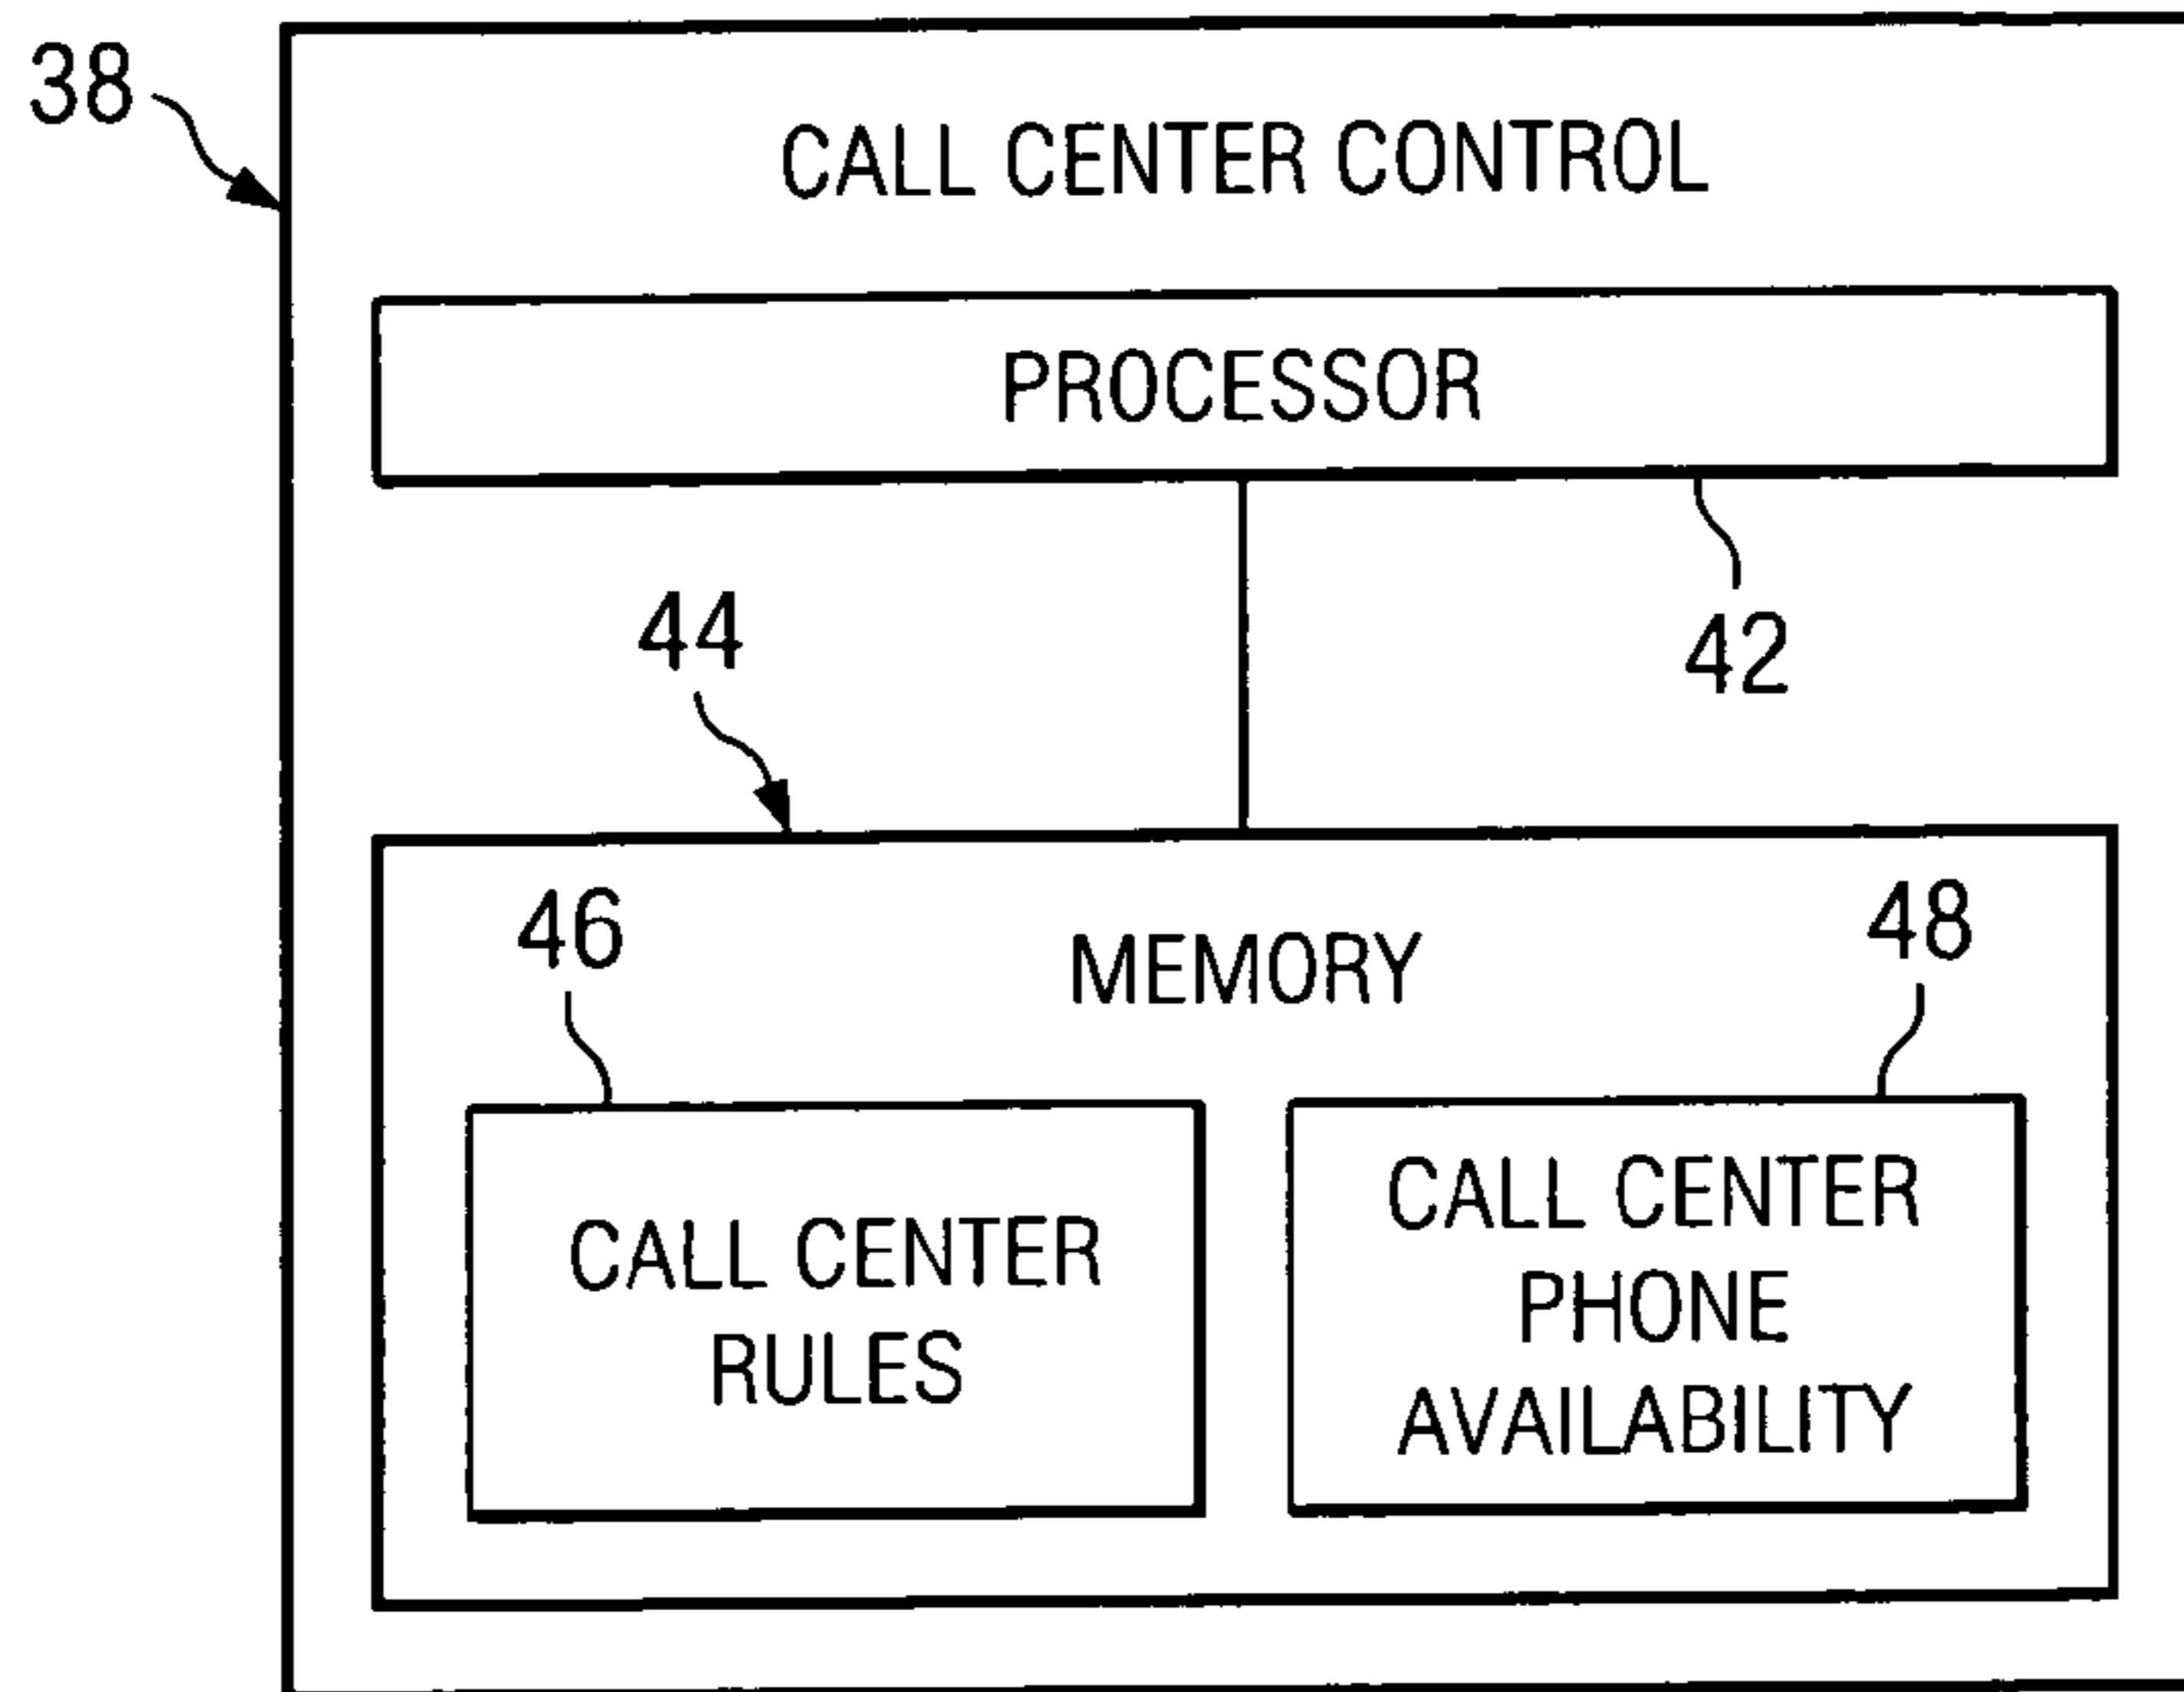 38
CALL CENTER CONTROL
PROCESSOR
42
44
MEMORY
46
48
CALL CENTER
RULES
CALL CENTER
PHONE
AVAILABILITY